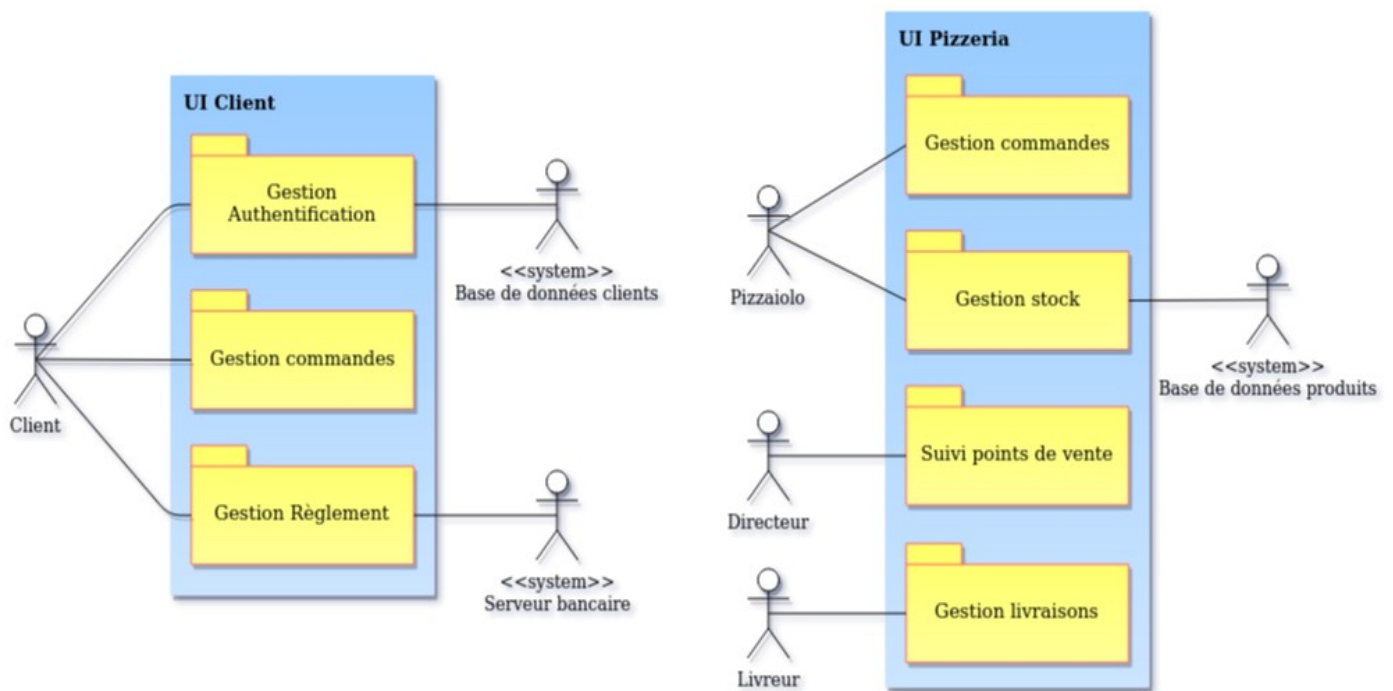 UI Client
Gestion
Authentification
<<system>>
Base de données clients
Gestion commandes
Client
Gestion Règlement
<<system>>
Serveur bancaire
UI Pizzeria
Gestion commandes
Pizzaiolo
Gestion stock
<<system>>
Base de données produits
Suivi points de vente
Directeur
Gestion livraisons
Livreur